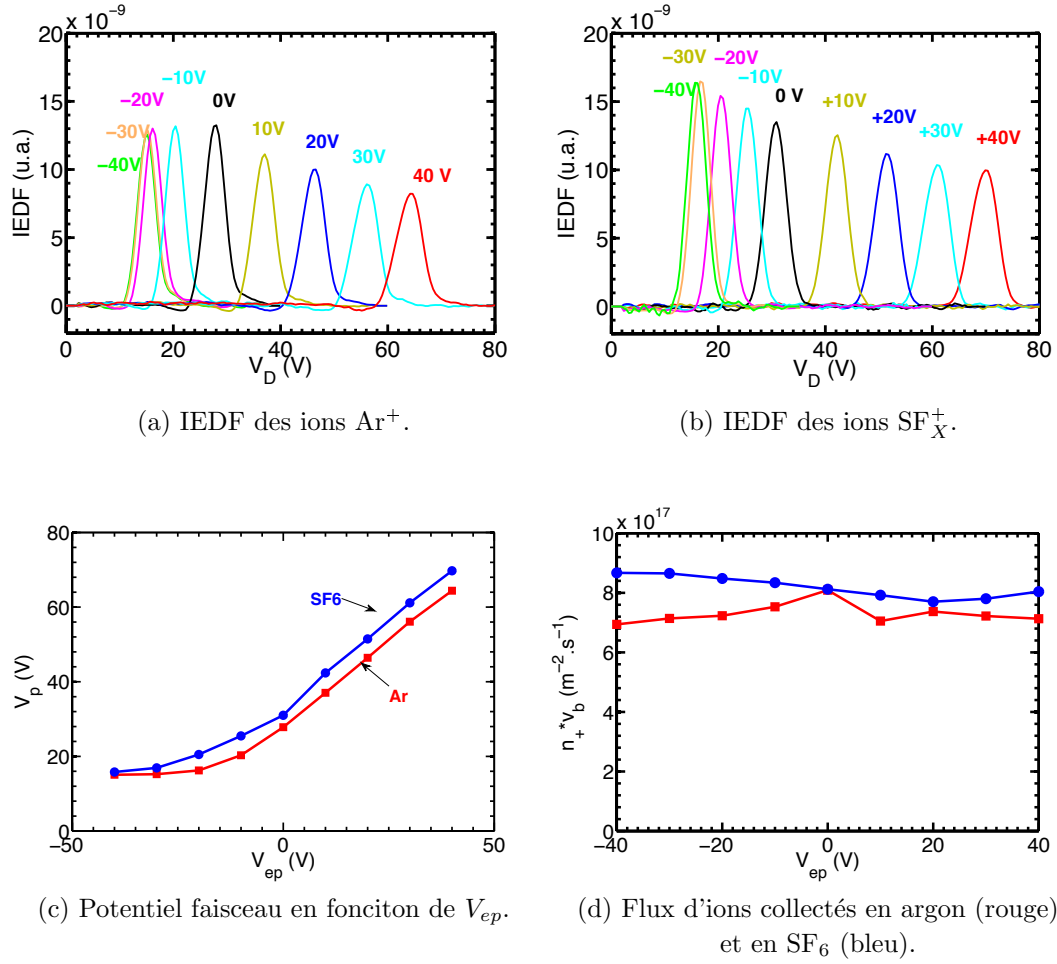 x 10⁻⁹
20
15
10
5
0
IEDF (u.a.)
−40V
−30V
−20V
−10V
0V
10V
20V
30V
40 V
0 20 40 60 80
V_D (V)
(a) IEDF des ions Ar⁺.
x 10⁻⁹
20
15
10
5
0
IEDF (u.a.)
−40V
−30V
−20V
−10V
0 V
+10V
+20V
+30V
+40V
0 20 40 60 80
V_D (V)
(b) IEDF des ions SF_X⁺.
80
60
40
20
0
V_p (V)
SF6
Ar
−50 0 50
V_ep (V)
(c) Potentiel faisceau en fonciton de V_ep.
x 10¹⁷
10
8
6
4
2
0
n₊*v_b (m⁻².s⁻¹)
−40 −20 0 20 40
V_ep (V)
(d) Flux d'ions collectés en argon (rouge)
et en SF₆ (bleu).